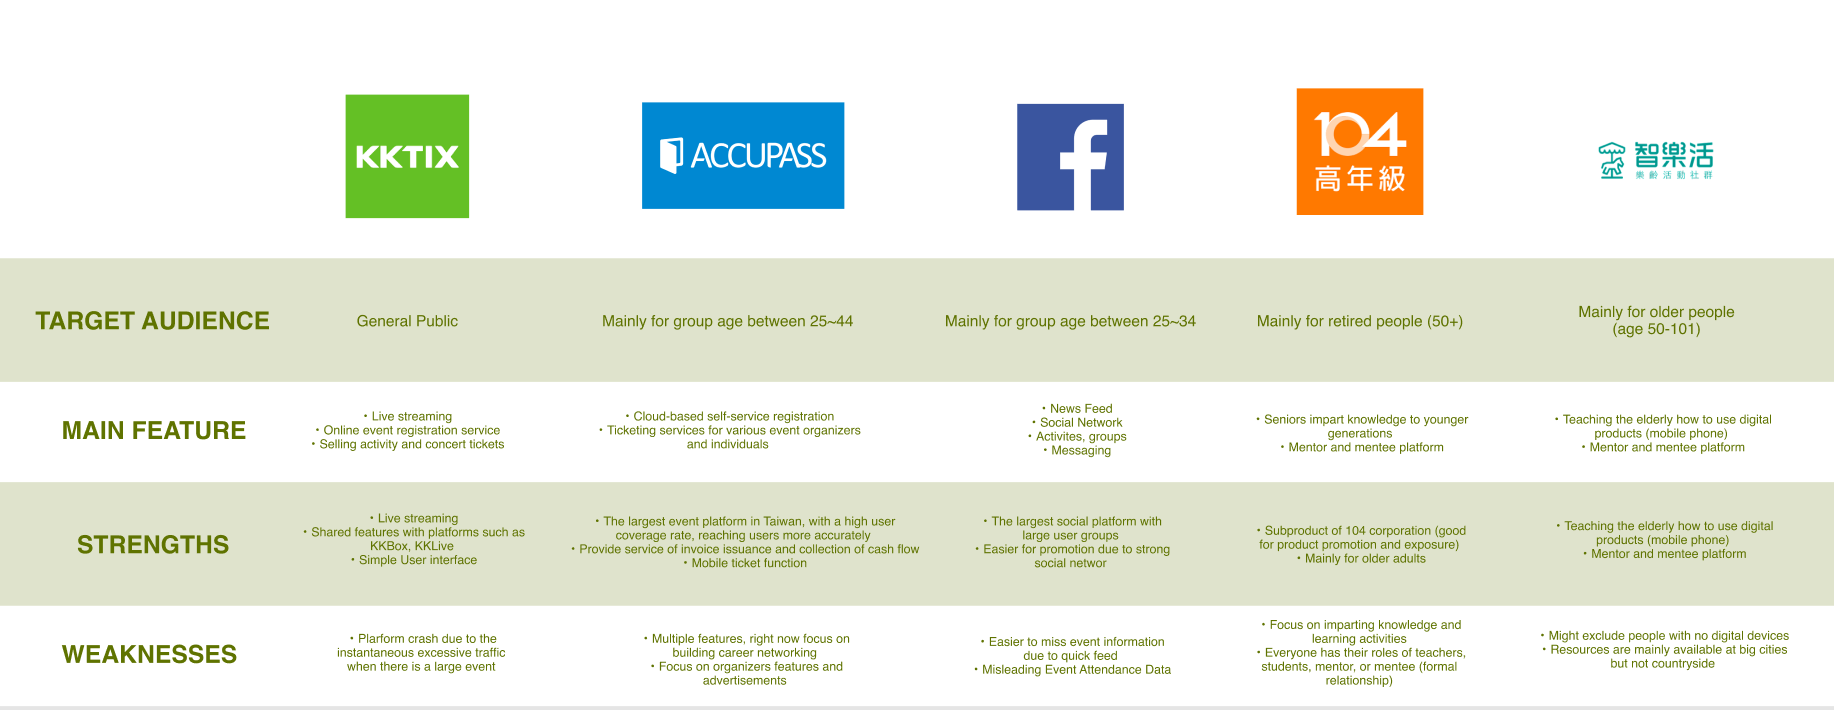 KKTIX
ACCUPASS
f
104
高年級
智樂活
樂齡活動社群
TARGET AUDIENCE
General Public
Mainly for group age between 25~44
Mainly for group age between 25~34
Mainly for retired people (50+)
Mainly for older people
(age 50-101)
MAIN FEATURE
• Live streaming
• Online event registration service
• Selling activity and concert tickets
• Cloud-based self-service registration
• Ticketing services for various event organizers
and individuals
• News Feed
• Social Network
• Activites, groups
• Messaging
• Seniors impart knowledge to younger
generations
• Mentor and mentee platform
• Teaching the elderly how to use digital
products (mobile phone)
• Mentor and mentee platform
STRENGTHS
• Live streaming
• Shared features with platforms such as
KKBox, KKLive
• Simple User interface
• The largest event platform in Taiwan, with a high user
coverage rate, reaching users more accurately
• Provide service of invoice issuance and collection of cash flow
• Mobile ticket function
• The largest social platform with
large user groups
• Easier for promotion due to strong
social networ
• Subproduct of 104 corporation (good
for product promotion and exposure)
• Mainly for older adults
• Teaching the elderly how to use digital
products (mobile phone)
• Mentor and mentee platform
WEAKNESSES
• Plarform crash due to the
instantaneous excessive traffic
when there is a large event
• Multiple features, right now focus on
building career networking
• Focus on organizers features and
advertisements
• Easier to miss event information
due to quick feed
• Misleading Event Attendance Data
• Focus on imparting knowledge and
learning activities
• Everyone has their roles of teachers,
students, mentor, or mentee (formal
relationship)
• Might exclude people with no digital devices
• Resources are mainly available at big cities
but not countryside